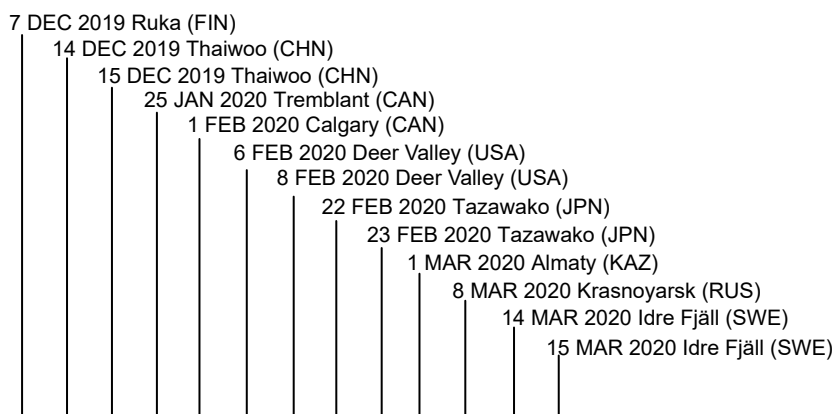 7 DEC 2019 Ruka (FIN)
14 DEC 2019 Thaiwoo (CHN)
15 DEC 2019 Thaiwoo (CHN)
25 JAN 2020 Tremblant (CAN)
1 FEB 2020 Calgary (CAN)
6 FEB 2020 Deer Valley (USA)
8 FEB 2020 Deer Valley (USA)
22 FEB 2020 Tazawako (JPN)
23 FEB 2020 Tazawako (JPN)
1 MAR 2020 Almaty (KAZ)
8 MAR 2020 Krasnoyarsk (RUS)
14 MAR 2020 Idre Fjäll (SWE)
15 MAR 2020 Idre Fjäll (SWE)